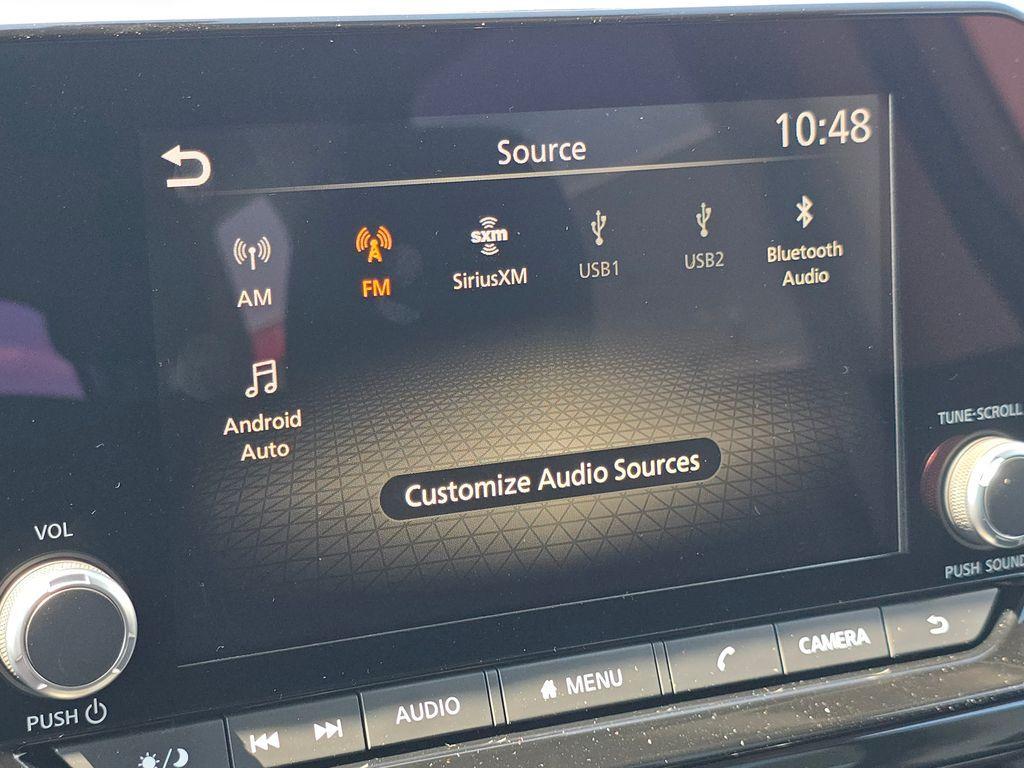 Source
10:48
AM
FM
sxm
SiriusXM
USB1
USB2
Bluetooth
Audio
Android
Auto
Customize Audio Sources
TUNE·SCROLL
VOL
PUSH SOUND
PUSH
AUDIO
MENU
CAMERA